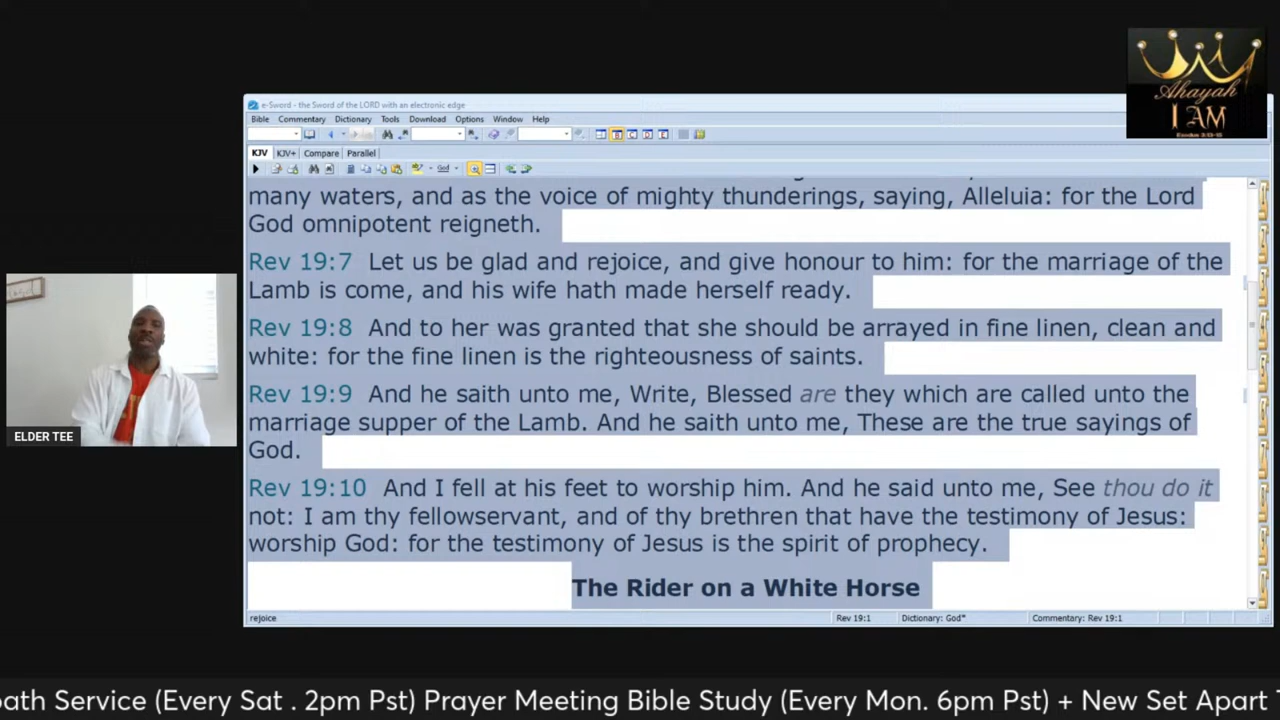 Ahayah
I AM
Exodus 3:13-15
e-Sword - the Sword of the LORD with an electronic edge
Bible Commentary Dictionary Tools Download Options Window Help
KJV KJV+ Compare Parallel
God
many waters, and as the voice of mighty thunderings, saying, Alleluia: for the Lord
God omnipotent reigneth.
Rev 19:7 Let us be glad and rejoice, and give honour to him: for the marriage of the
Lamb is come, and his wife hath made herself ready.
Rev 19:8 And to her was granted that she should be arrayed in fine linen, clean and
white: for the fine linen is the righteousness of saints.
Rev 19:9 And he saith unto me, Write, Blessed are they which are called unto the
marriage supper of the Lamb. And he saith unto me, These are the true sayings of
God.
Rev 19:10 And I fell at his feet to worship him. And he said unto me, See thou do it
not: I am thy fellowservant, and of thy brethren that have the testimony of Jesus:
worship God: for the testimony of Jesus is the spirit of prophecy.
The Rider on a White Horse
rejoice Rev 19:1 Dictionary: God* Commentary: Rev 19:1
ELDER TEE
oath Service (Every Sat . 2pm Pst) Prayer Meeting Bible Study (Every Mon. 6pm Pst) + New Set Apart